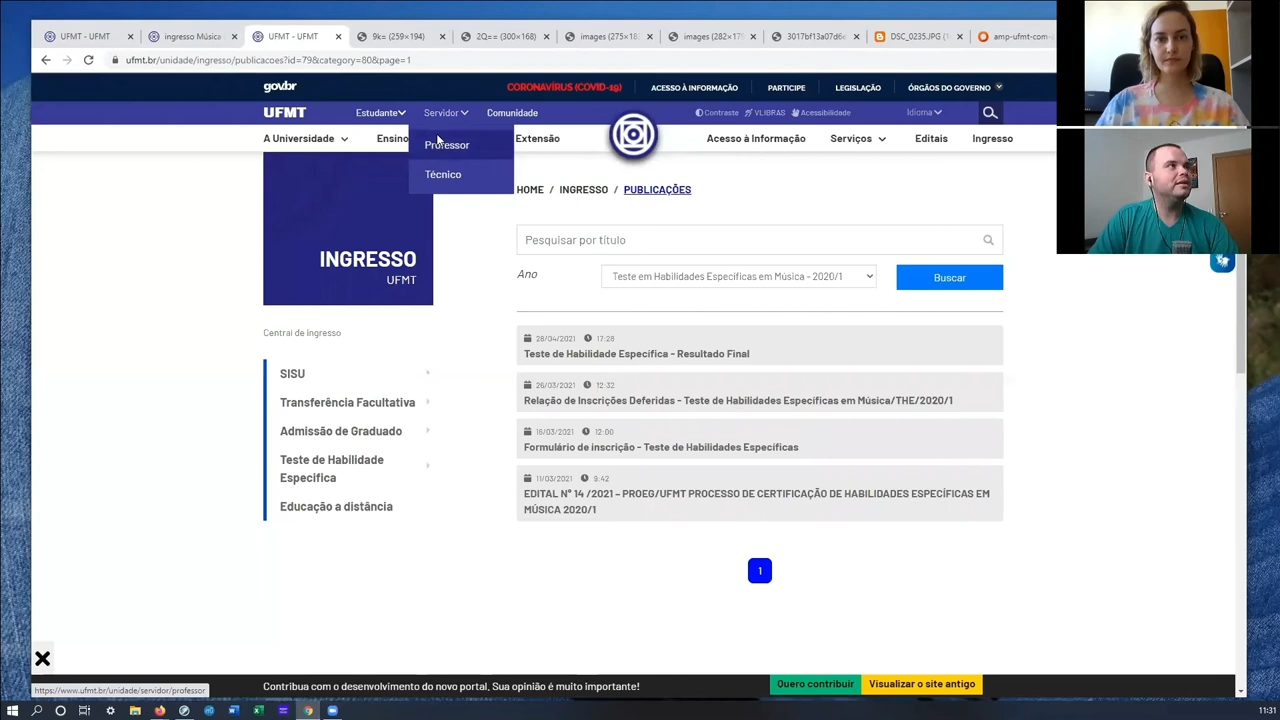 UFMT - UFMT
ingresso Música
UFMT - UFMT
9k= (259×194)
2Q== (300×168)
images (275×18
images (282×17
3017bf13a07d6e
DSC_0235.JPG (1
amp-ufmt-com-
ufmt.br/unidade/ingresso/publicacoes?id=79&category=80&page=1
gov.br
CORONAVÍRUS (COVID-19)
ACESSO À INFORMAÇÃO
PARTICIPE
LEGISLAÇÃO
ÓRGÃOS DO GOVERNO
UFMT
Estudante
Servidor
Comunidade
Contraste
VLIBRAS
Acessibilidade
Idioma
A Universidade
Ensino
Extensão
Acesso à Informação
Serviços
Editais
Ingresso
Professor
Técnico
INGRESSO
UFMT
HOME / INGRESSO / PUBLICAÇÕES
Pesquisar por título
Ano
Teste em Habilidades Especificas em Música - 2020/1
Buscar
Central de Ingresso
SISU
Transferência Facultativa
Admissão de Graduado
Teste de Habilidade
Especifica
Educação a distância
28/04/2021 17:28
Teste de Habilidade Específica - Resultado Final
26/03/2021 12:32
Relação de Inscrições Deferidas - Teste de Habilidades Específicas em Música/THE/2020/1
16/03/2021 12:00
Formulário de inscrição - Teste de Habilidades Específicas
11/03/2021 9:42
EDITAL N° 14 /2021 – PROEG/UFMT PROCESSO DE CERTIFICAÇÃO DE HABILIDADES ESPECÍFICAS EM
MÚSICA 2020/1
1
https://www.ufmt.br/unidade/servidor/professor
Contribua com o desenvolvimento do novo portal. Sua opinião é muito importante!
Quero contribuir
Visualizar o site antigo
11:31